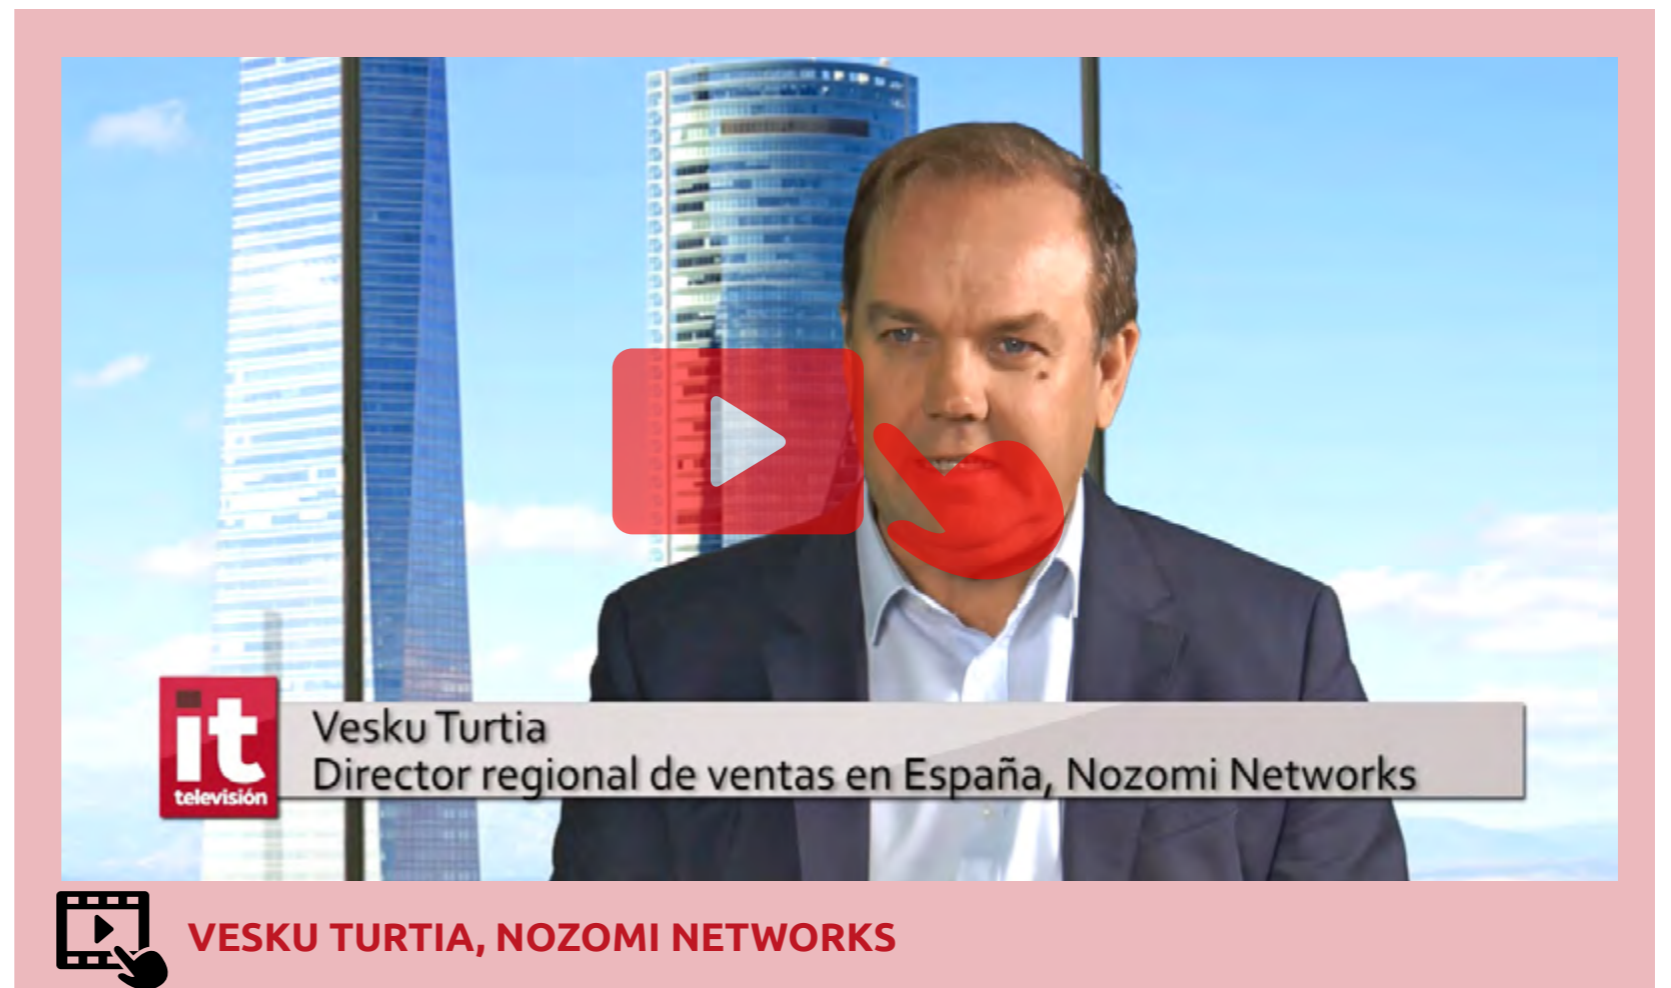 it
televisión
Vesku Turtia
Director regional de ventas en España, Nozomi Networks
VESKU TURTIA, NOZOMI NETWORKS